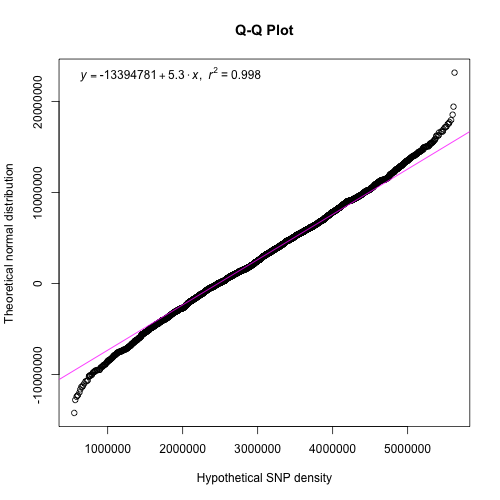 Q-Q Plot
y = -13394781 + 5.3 · x,  r² = 0.998
Theoretical normal distribution
20000000
10000000
0
-10000000
1000000 2000000 3000000 4000000 5000000
Hypothetical SNP density